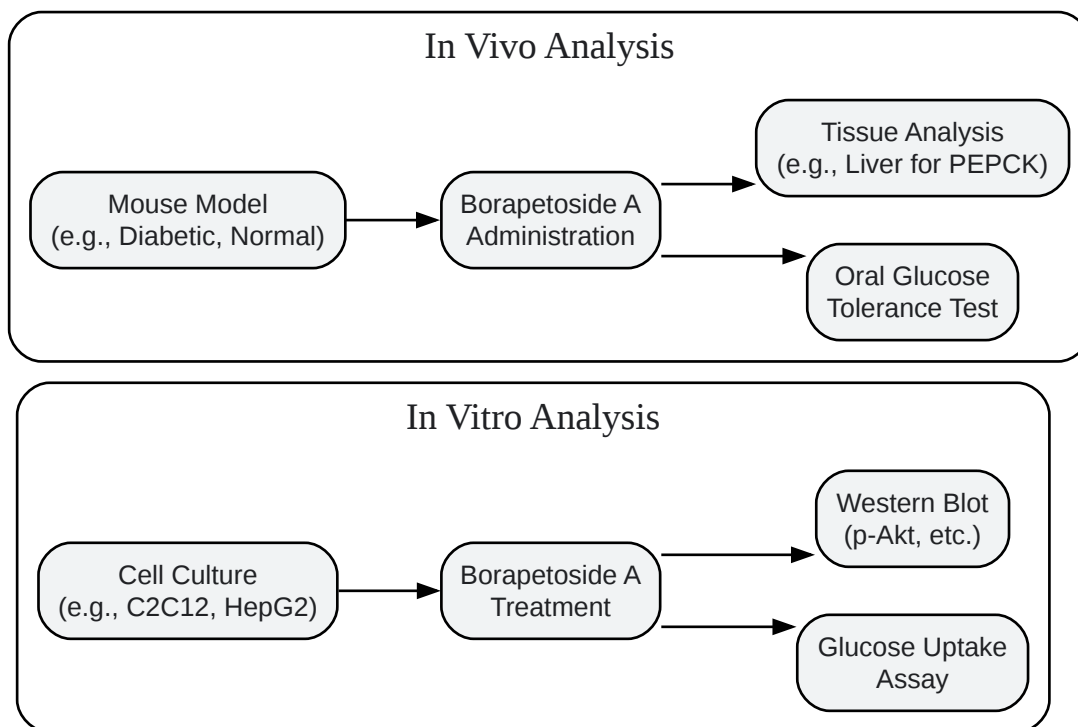 In Vivo Analysis
Mouse Model
(e.g., Diabetic, Normal)
Borapetoside A
Administration
Tissue Analysis
(e.g., Liver for PEPCK)
Oral Glucose
Tolerance Test
In Vitro Analysis
Cell Culture
(e.g., C2C12, HepG2)
Borapetoside A
Treatment
Western Blot
(p-Akt, etc.)
Glucose Uptake
Assay